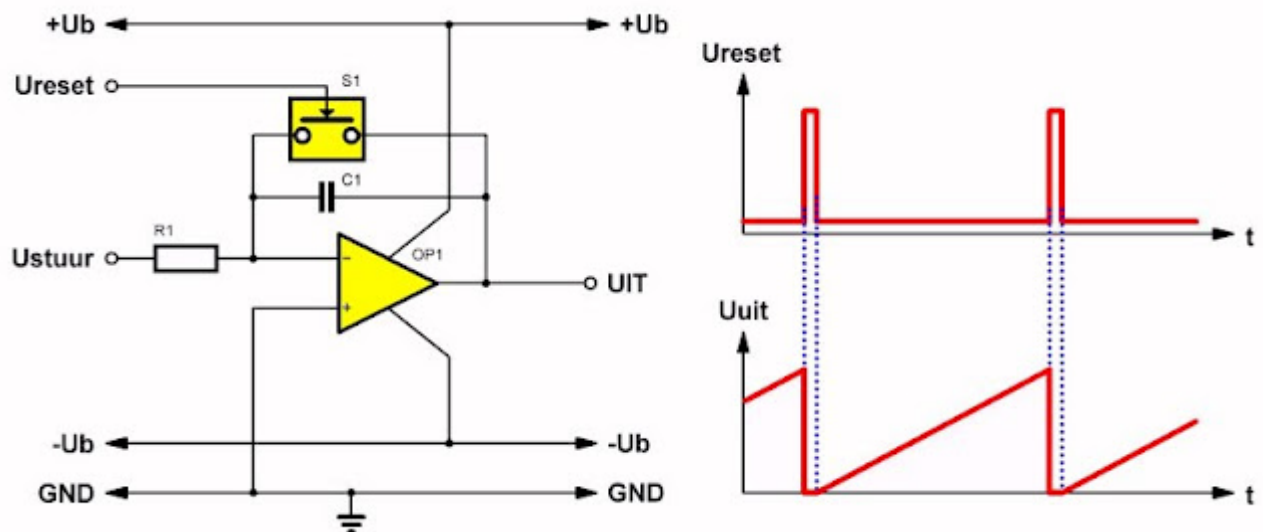 +Ub
+Ub
Ureset
S1
C1
R1
Ustuur
−
OP1
+
UIT
-Ub
-Ub
GND
GND
Ureset
t
Uuit
t